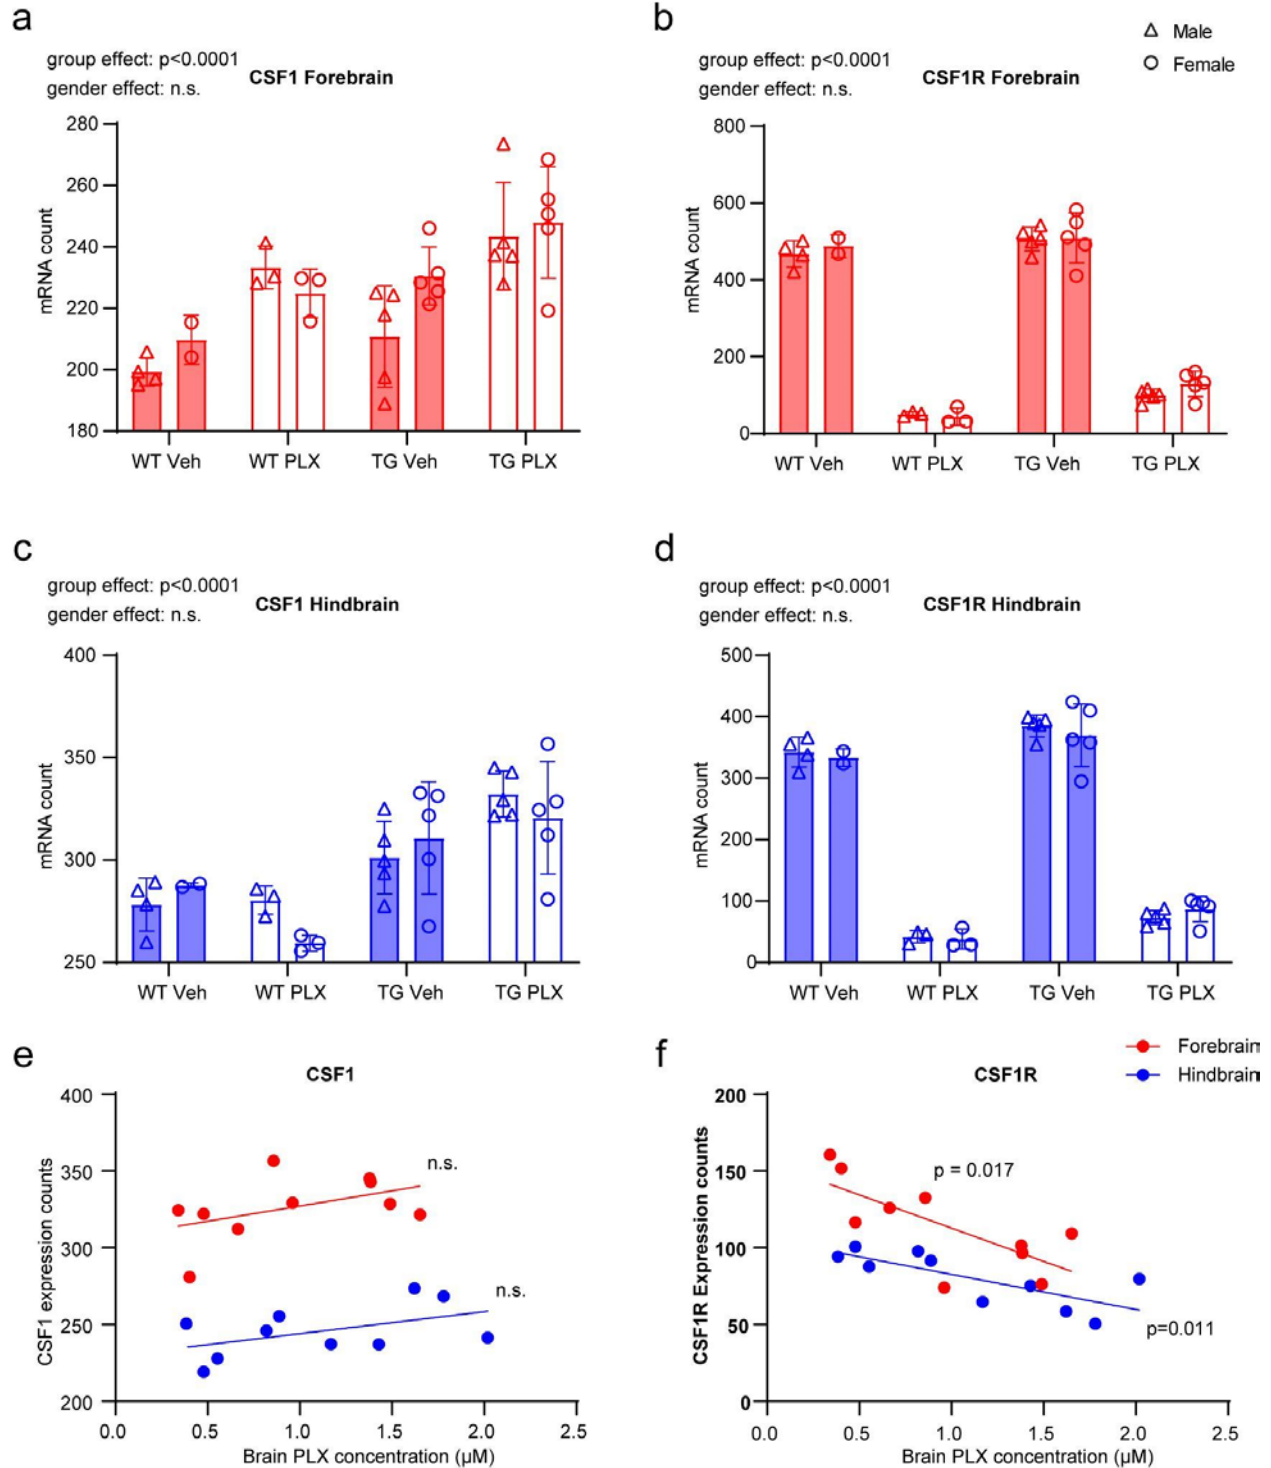 a
group effect: p<0.0001
gender effect: n.s.
CSF1 Forebrain
mRNA count
280
260
240
220
200
180
WT Veh
WT PLX
TG Veh
TG PLX
b
group effect: p<0.0001
gender effect: n.s.
CSF1R Forebrain
Male
Female
mRNA count
800
600
400
200
0
WT Veh
WT PLX
TG Veh
TG PLX
c
group effect: p<0.0001
gender effect: n.s.
CSF1 Hindbrain
mRNA count
400
350
300
250
WT Veh
WT PLX
TG Veh
TG PLX
d
group effect: p<0.0001
gender effect: n.s.
CSF1R Hindbrain
mRNA count
500
400
300
200
100
0
WT Veh
WT PLX
TG Veh
TG PLX
e
CSF1
CSF1 expression counts
400
350
300
250
200
n.s.
n.s.
0.0
0.5
1.0
1.5
2.0
2.5
Brain PLX concentration (µM)
f
CSF1R
Forebrain
Hindbrain
CSF1R Expression counts
200
150
100
50
0
p = 0.017
p=0.011
0.0
0.5
1.0
1.5
2.0
2.5
Brain PLX concentration (µM)